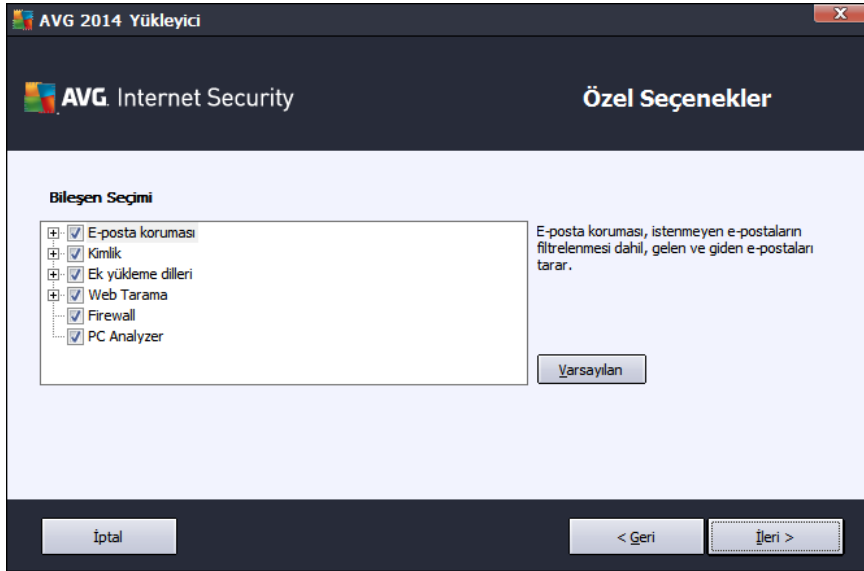 AVG 2014 Yükleyici
x
AVG. Internet Security
Özel Seçenekler
Bileşen Seçimi
E-posta koruması
Kimlik
Ek yükleme dilleri
Web Tarama
Firewall
PC Analyzer
E-posta koruması, istenmeyen e-postaların
filtrelenmesi dahil, gelen ve giden e-postaları
tarar.
Varsayılan
İptal
< Geri
İleri >